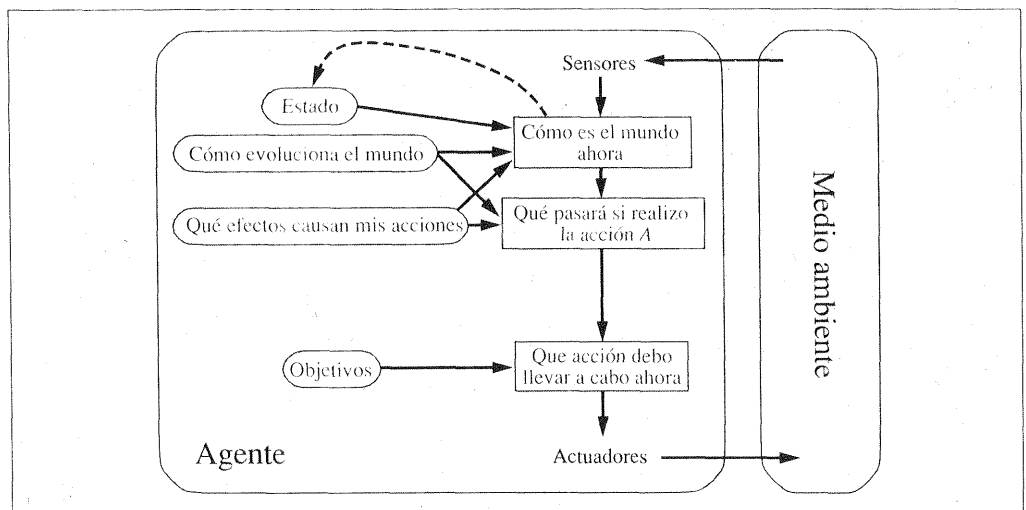 Sensores
Estado
Cómo es el mundo
ahora
Cómo evoluciona el mundo
Qué efectos causan mis acciones
Qué pasará si realizo
la acción A
Objetivos
Que acción debo
llevar a cabo ahora
Agente
Actuadores
Medio ambiente